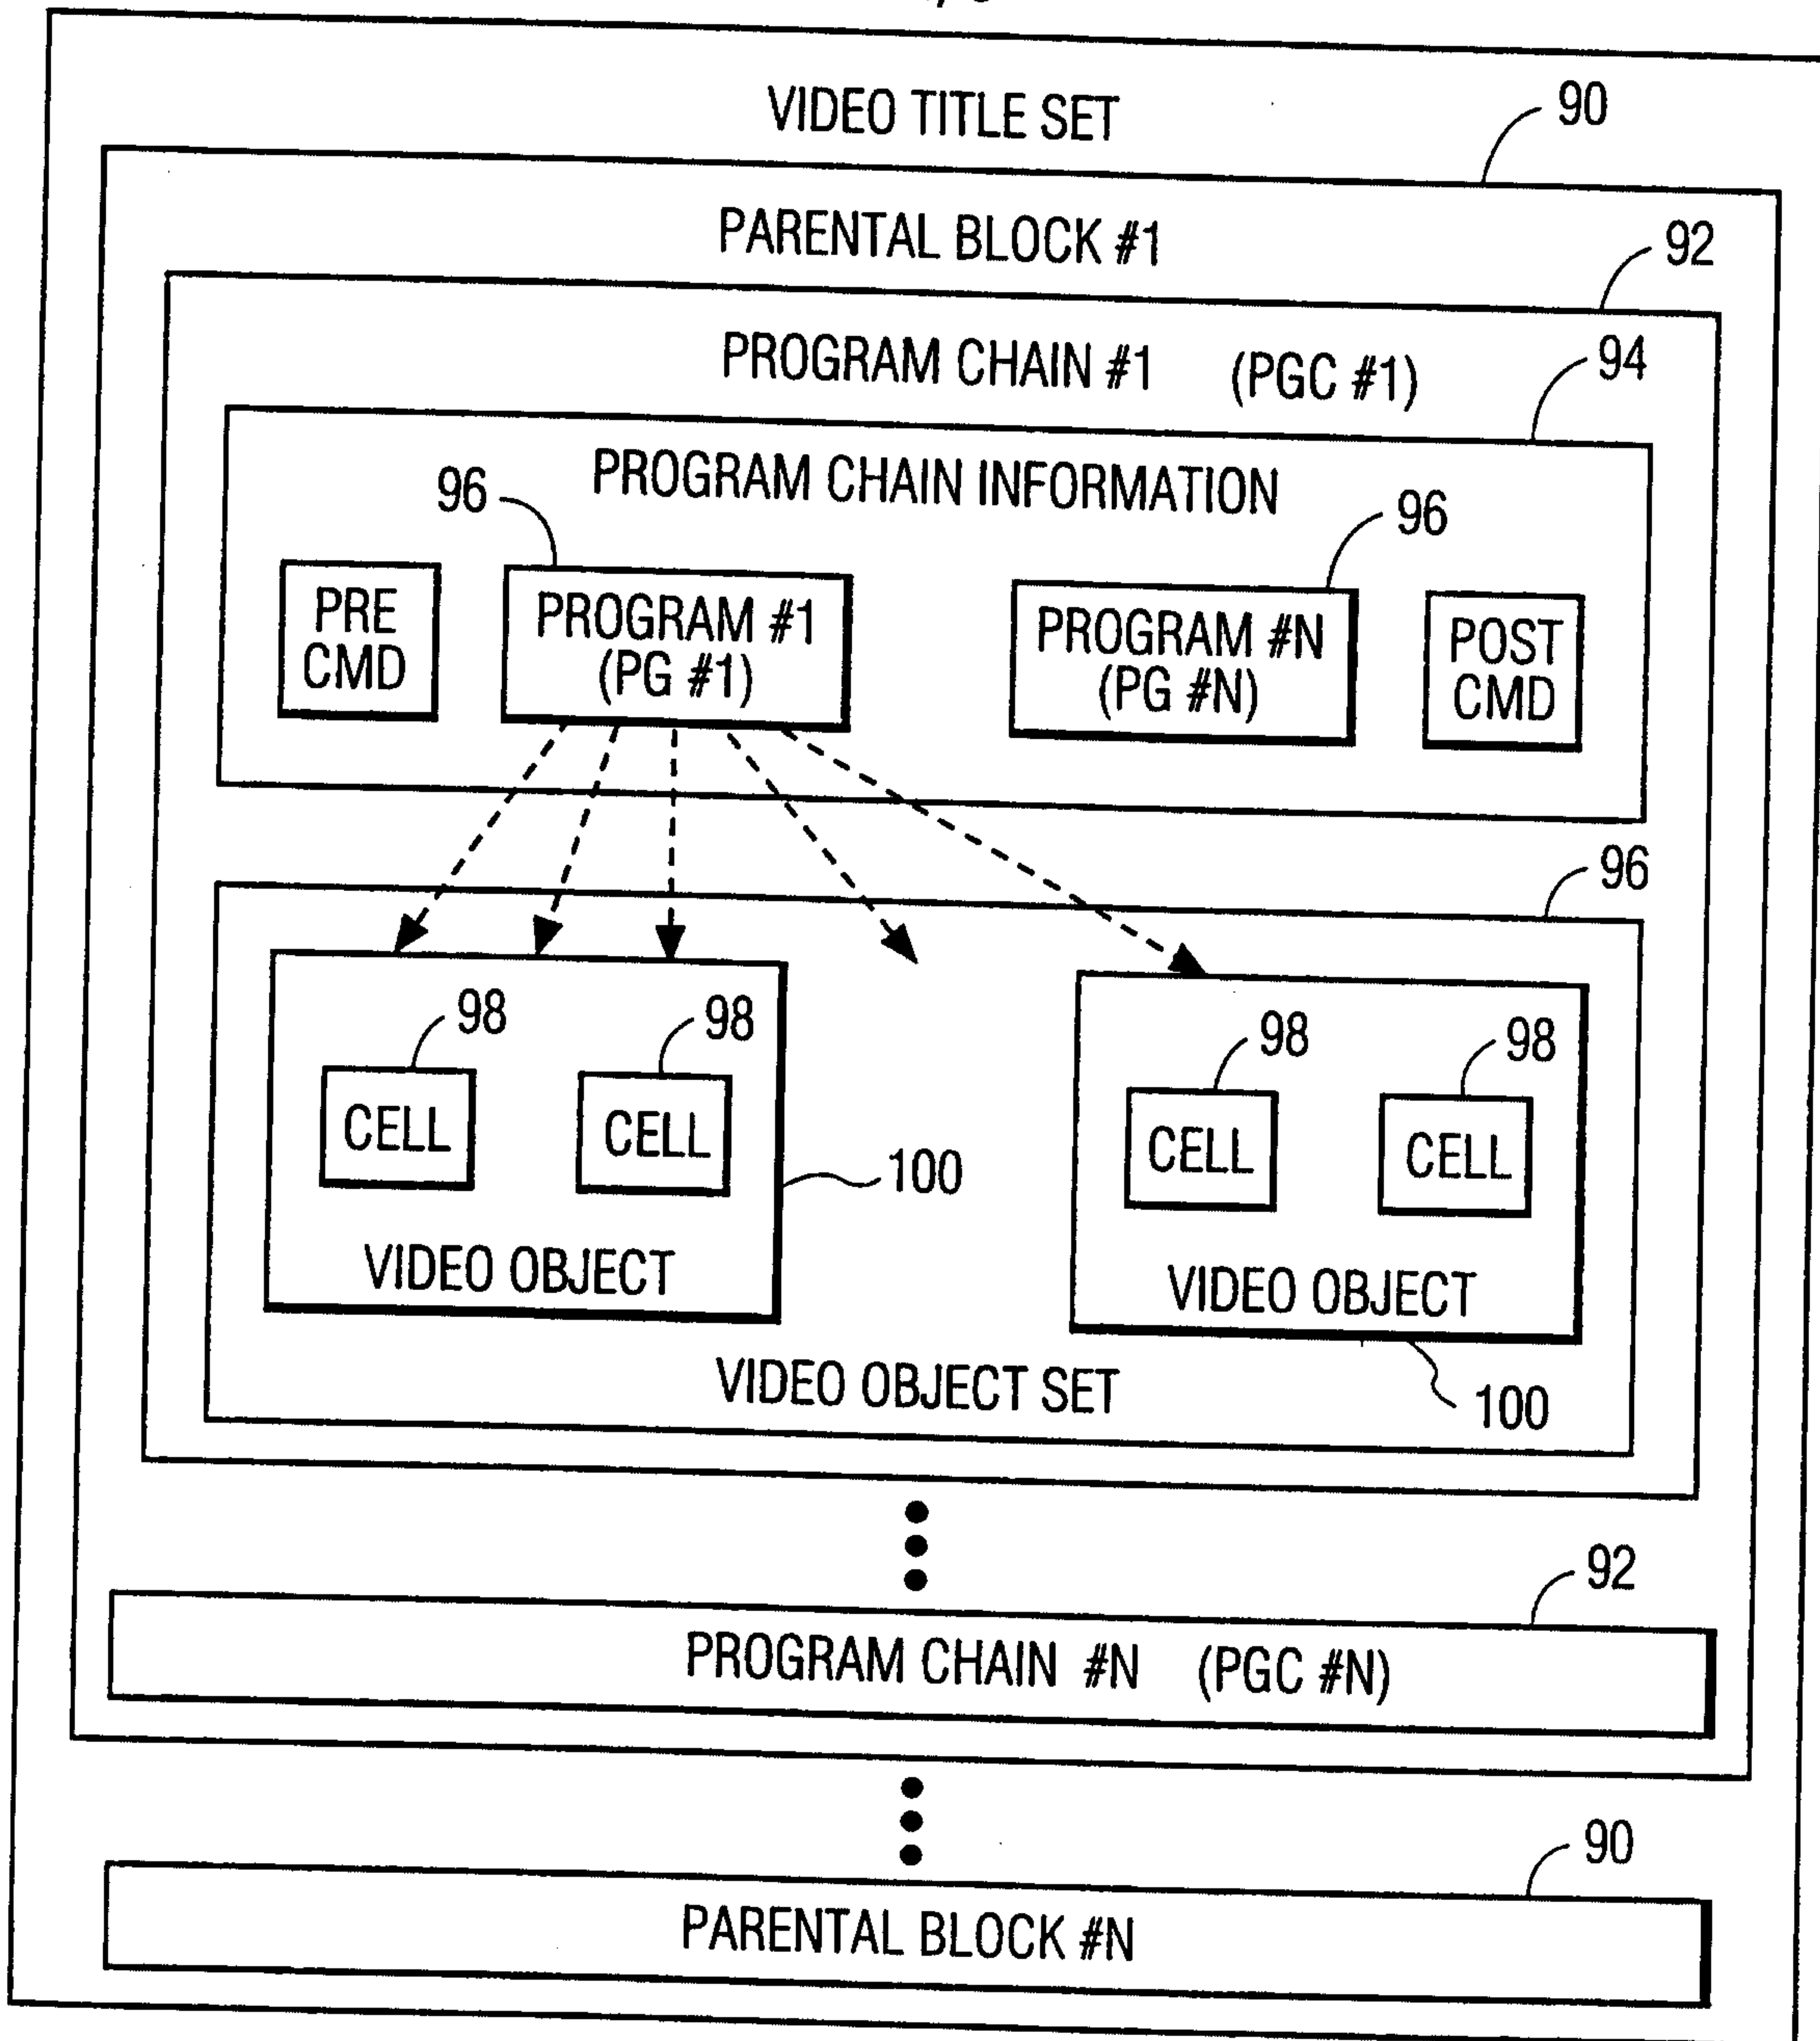 VIDEO TITLE SET
90
PARENTAL BLOCK #1
92
PROGRAM CHAIN #1 (PGC #1)
94
PROGRAM CHAIN INFORMATION
96
96
PRE
CMD
PROGRAM #1
(PG #1)
PROGRAM #N
(PG #N)
POST
CMD
96
98
98
98
98
CELL
CELL
CELL
CELL
100
VIDEO OBJECT
VIDEO OBJECT
VIDEO OBJECT SET
100
92
PROGRAM CHAIN #N (PGC #N)
90
PARENTAL BLOCK #N